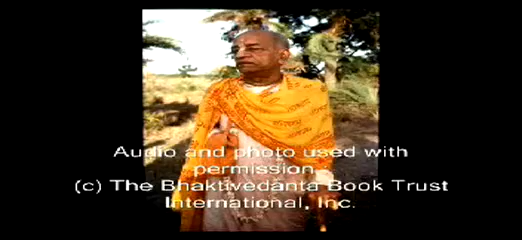 Audio and photo used with
permission.
(c) The Bhaktivedanta Book Trust
International, Inc.